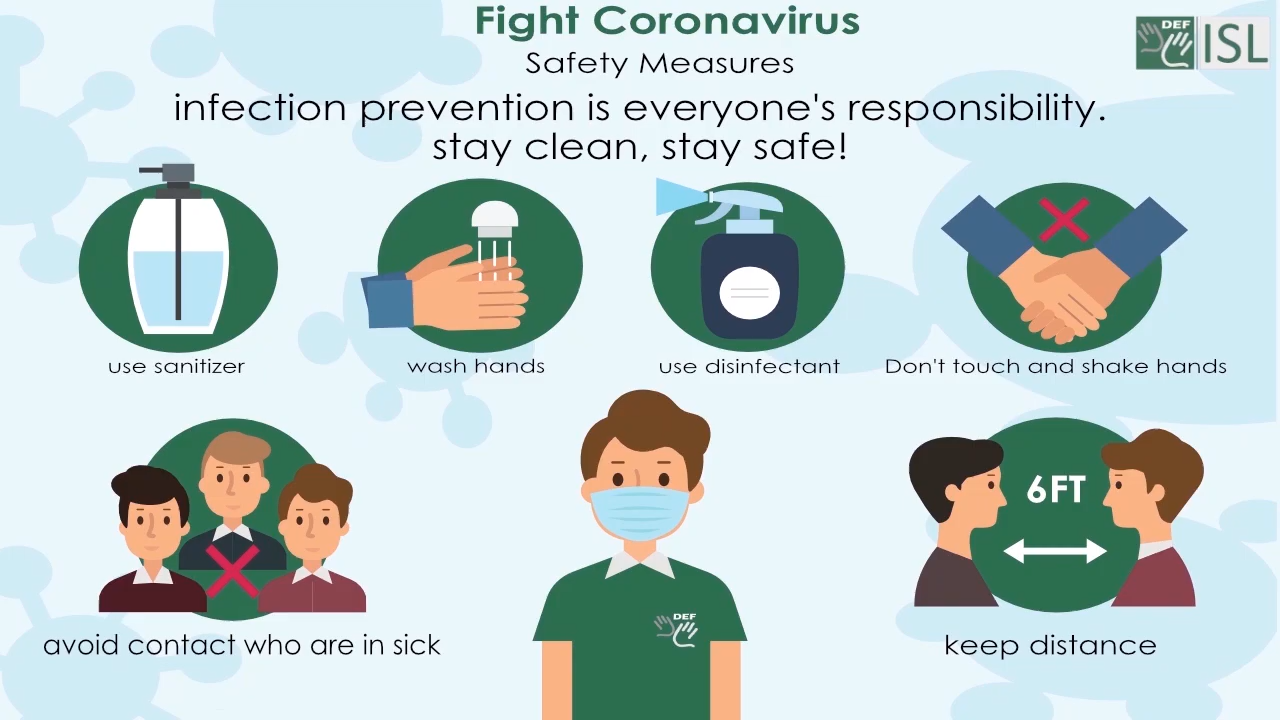 Fight Coronavirus
Safety Measures
DEF
ISL
infection prevention is everyone's responsibility.
stay clean, stay safe!
use sanitizer
wash hands
use disinfectant
Don't touch and shake hands
6FT
DEF
avoid contact who are in sick
keep distance